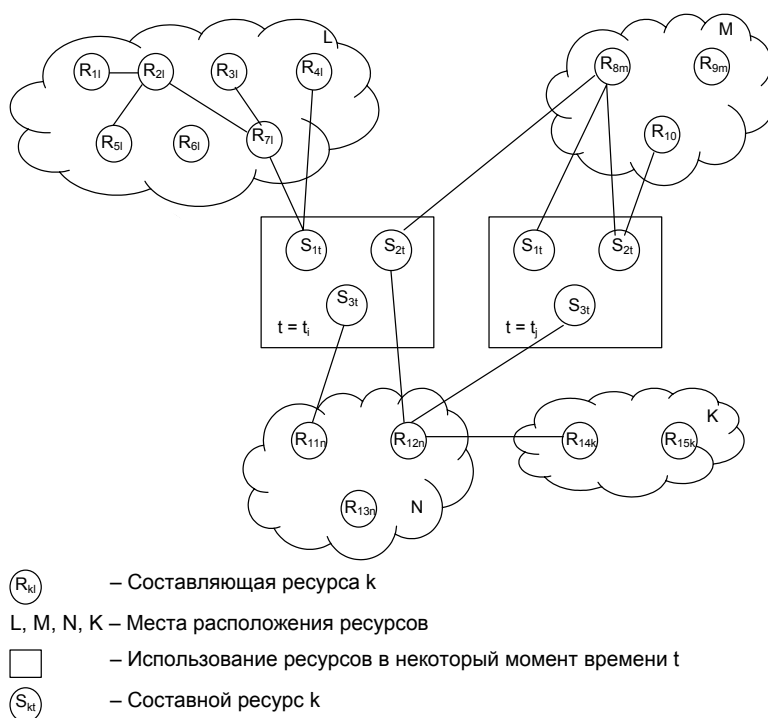 L
M
R1l R2l R3l R4l
R8m R9m
R5l R6l R7l
R10
S1t S2t
S1t S2t
S3t
S3t
t = ti
t = tj
R11n R12n
R14k R15k
K
R13n N
Rkl – Составляющая ресурса k
L, M, N, K – Места расположения ресурсов
– Использование ресурсов в некоторый момент времени t
Skt – Составной ресурс k